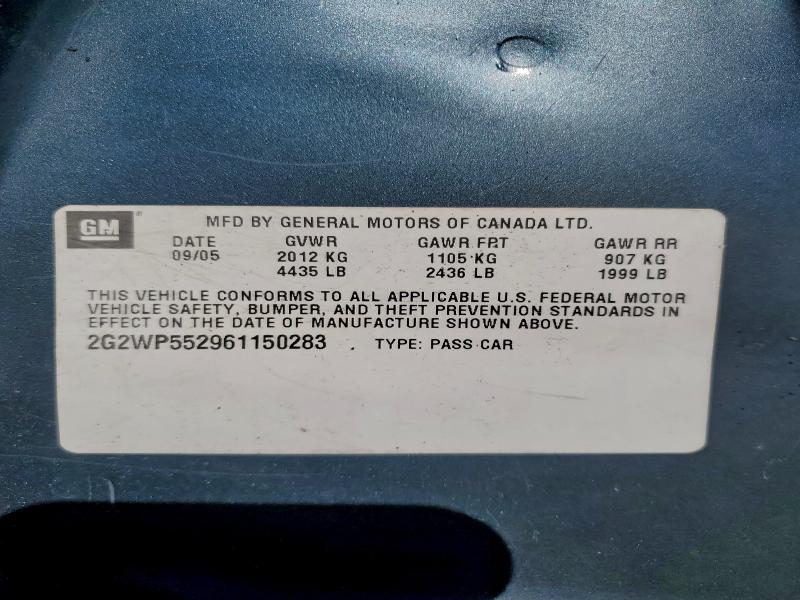 GM ® MFD BY GENERAL MOTORS OF CANADA LTD.
DATE GVWR GAWR FRT GAWR RR
09/05 2012 KG 1105 KG 907 KG
4435 LB 2436 LB 1999 LB
THIS VEHICLE CONFORMS TO ALL APPLICABLE U.S. FEDERAL MOTOR
VEHICLE SAFETY, BUMPER, AND THEFT PREVENTION STANDARDS IN
EFFECT ON THE DATE OF MANUFACTURE SHOWN ABOVE.
2G2WP552961150283 . TYPE: PASS CAR